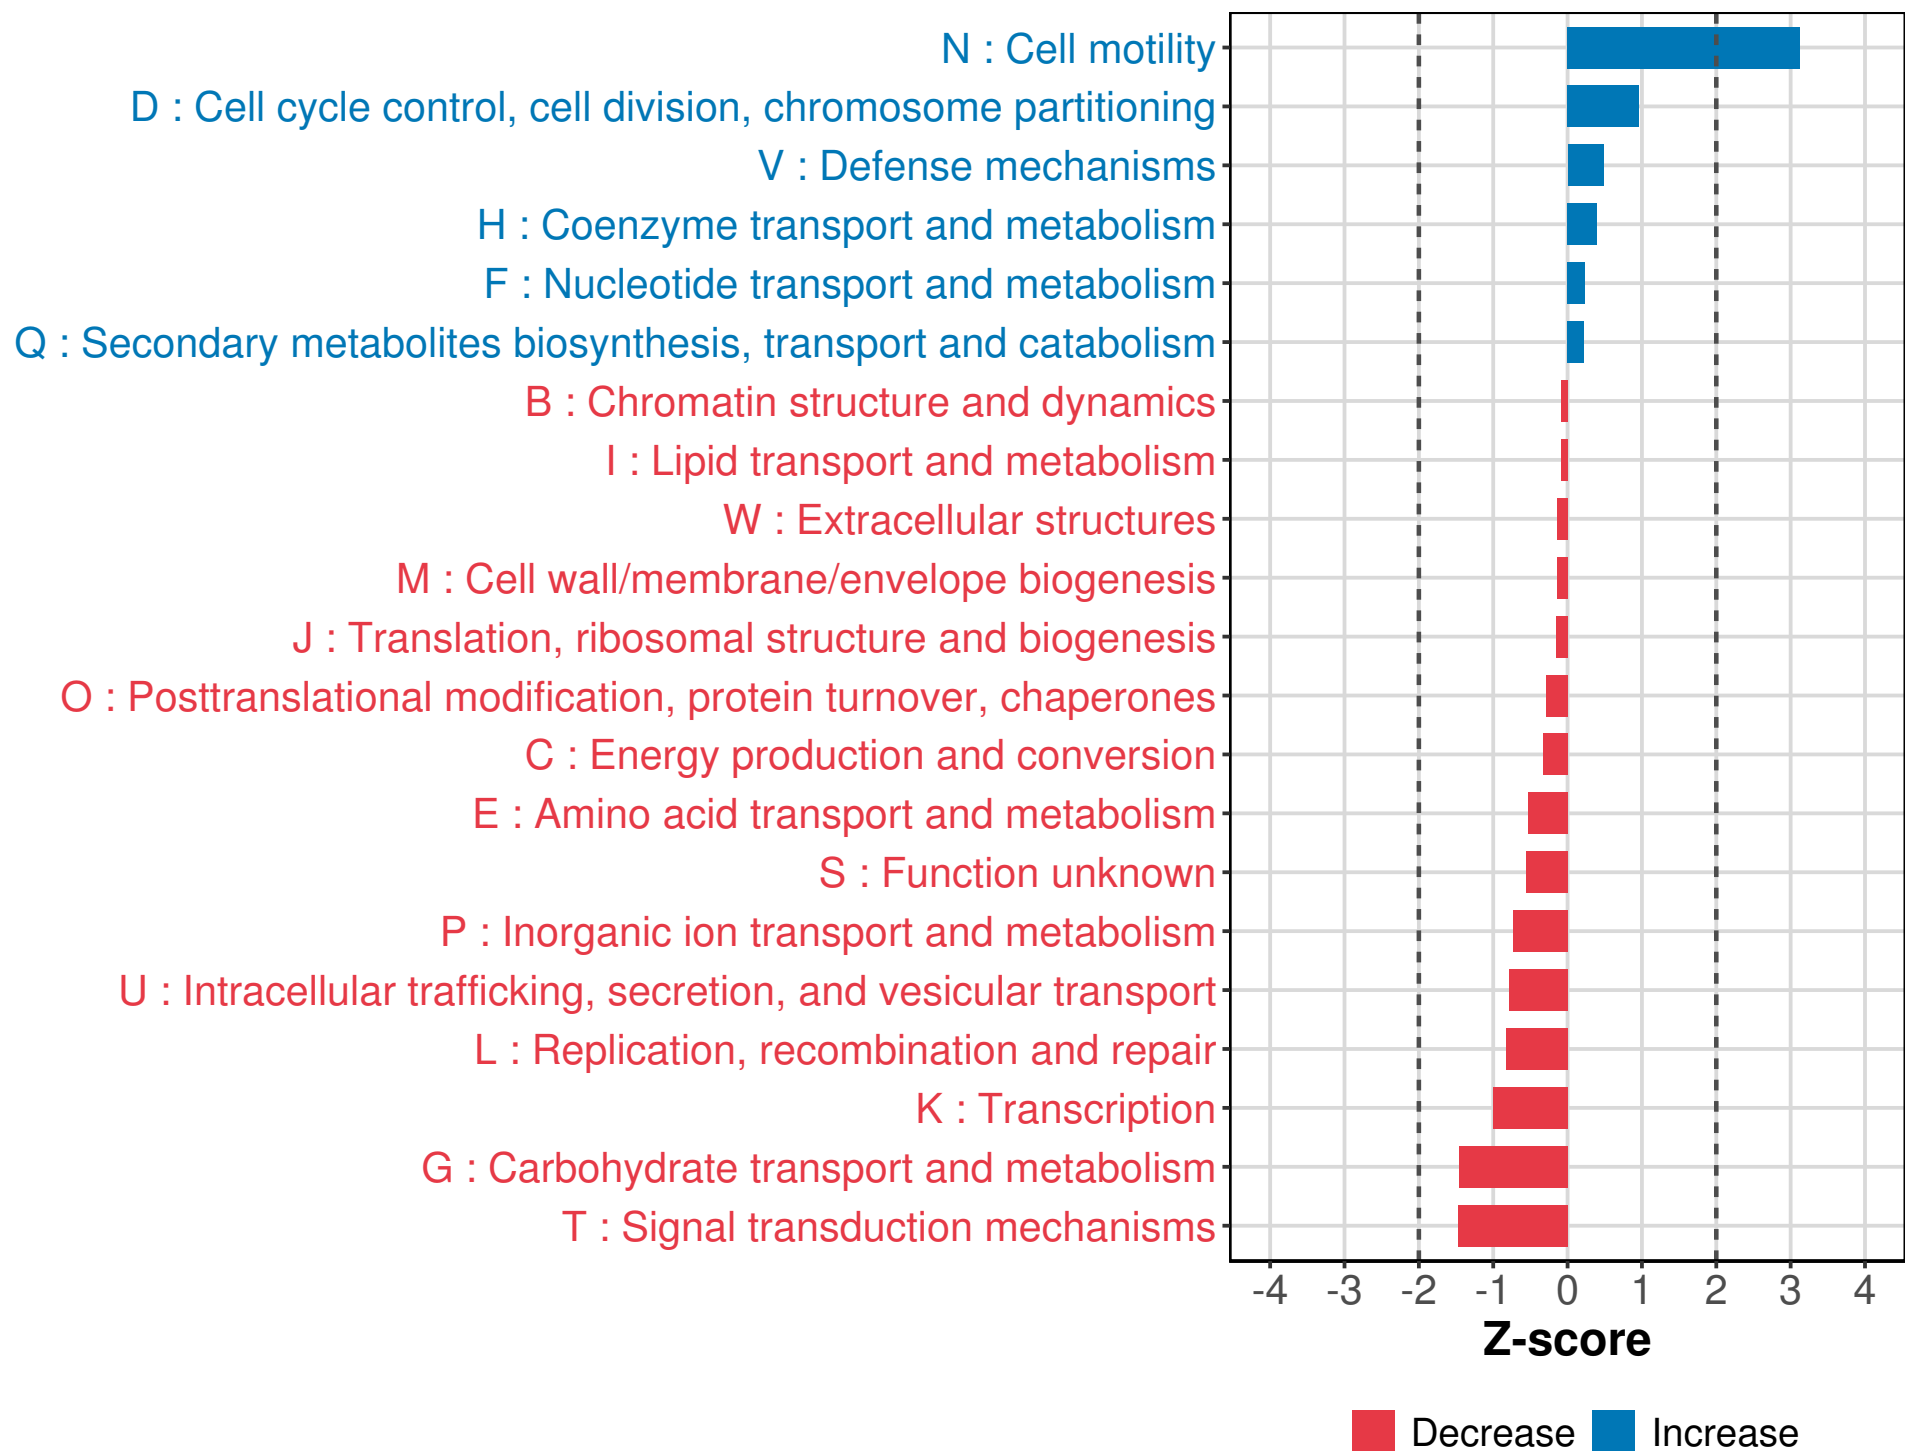 N : Cell motility
D : Cell cycle control, cell division, chromosome partitioning
V : Defense mechanisms
H : Coenzyme transport and metabolism
F : Nucleotide transport and metabolism
Q : Secondary metabolites biosynthesis, transport and catabolism
B : Chromatin structure and dynamics
I : Lipid transport and metabolism
W : Extracellular structures
M : Cell wall/membrane/envelope biogenesis
J : Translation, ribosomal structure and biogenesis
O : Posttranslational modification, protein turnover, chaperones
C : Energy production and conversion
E : Amino acid transport and metabolism
S : Function unknown
P : Inorganic ion transport and metabolism
U : Intracellular trafficking, secretion, and vesicular transport
L : Replication, recombination and repair
K : Transcription
G : Carbohydrate transport and metabolism
T : Signal transduction mechanisms
-4 -3 -2 -1 0 1 2 3 4
Z-score
Decrease Increase